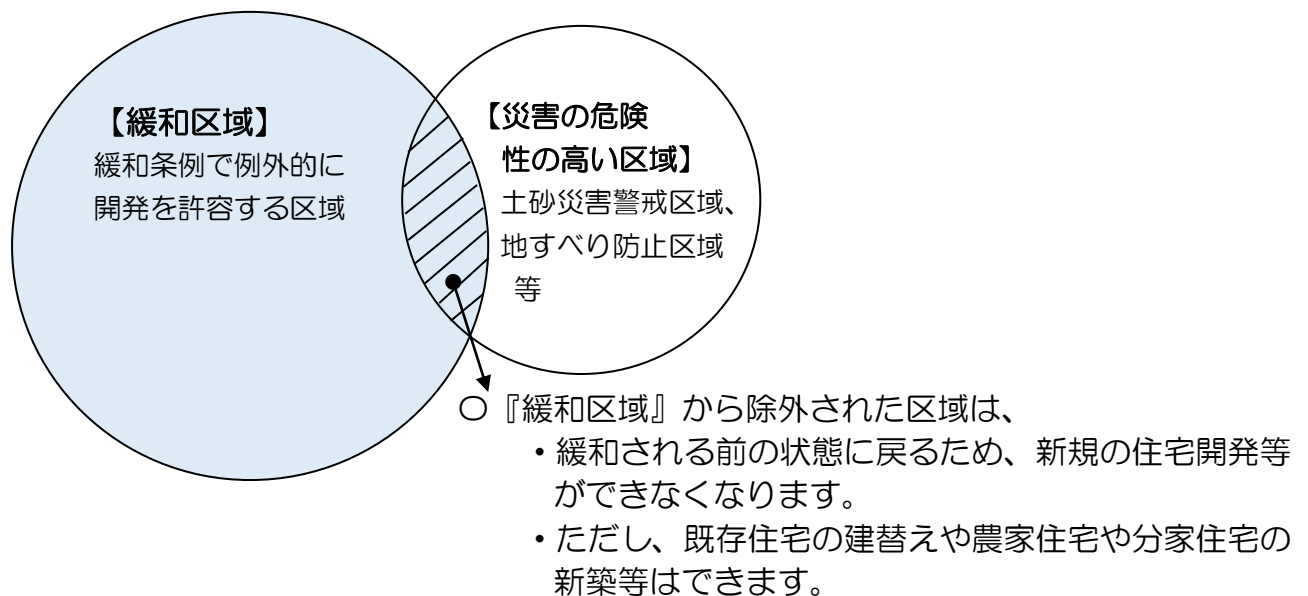 【緩和区域】
緩和条例で例外的に
開発を許容する区域
【災害の危険
性の高い区域】
土砂災害警戒区域、
地すべり防止区域
等
○『緩和区域』から除外された区域は、
・緩和される前の状態に戻るため、新規の住宅開発等
ができなくなります。
・ただし、既存住宅の建替えや農家住宅や分家住宅の
新築等はできます。